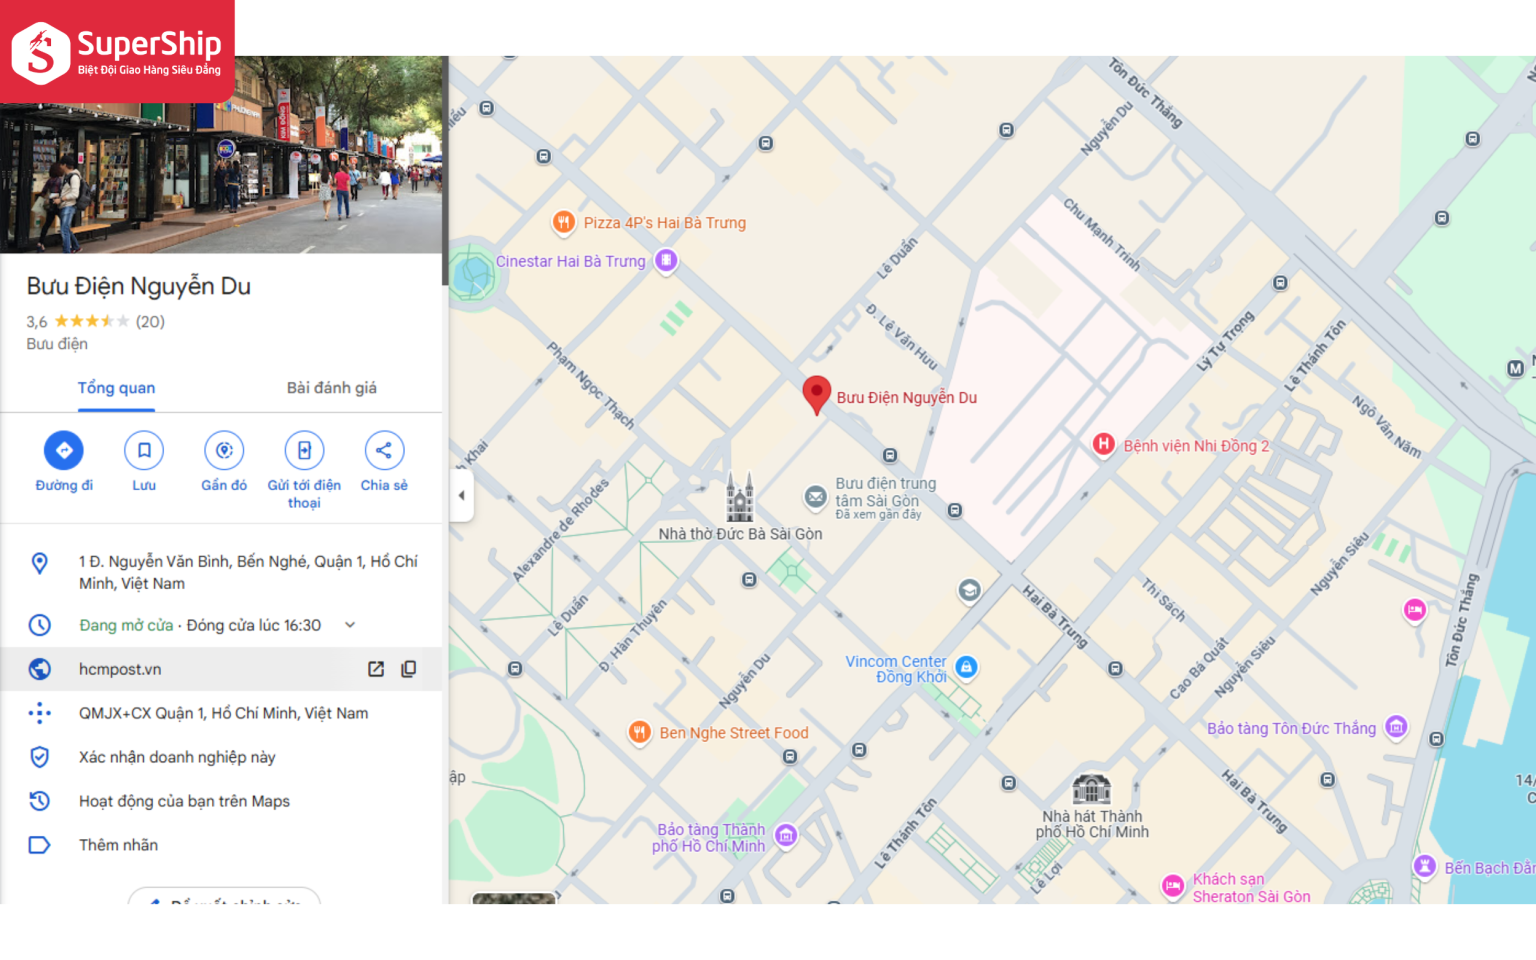 SuperShip
Biệt Đội Giao Hàng Siêu Đẳng
Bưu Điện Nguyễn Du
3,6 (20)
Bưu điện
Tổng quan
Bài đánh giá
Đường đi
Lưu
Gần đó
Gửi tới điện
thoại
Chia sẻ
1 Đ. Nguyễn Văn Bình, Bến Nghé, Quận 1, Hồ Chí
Minh, Việt Nam
Đang mở cửa · Đóng cửa lúc 16:30
hcmpost.vn
QMJX+CX Quận 1, Hồ Chí Minh, Việt Nam
Xác nhận doanh nghiệp này
Hoạt động của bạn trên Maps
Thêm nhãn
Tôn Đức Thắng
Nguyễn Du
Chu Mạnh Trinh
Pizza 4P's Hai Bà Trưng
Cinestar Hai Bà Trưng
Lê Duẩn
Đ. Lê Văn Hưu
Lý Tự Trọng
Lê Thánh Tôn
Phạm Ngọc Thạch
Bưu Điện Nguyễn Du
Ngô Văn Năm
M
H
Bệnh viện Nhi Đồng 2
h Khai
Bưu điện trung
tâm Sài Gòn
Đã xem gần đây
Nhà thờ Đức Bà Sài Gòn
Alexandre de Rhodes
Nguyễn Siêu
Thi Sách
Hai Bà Trưng
Lê Duẩn
Đ. Hàn Thuyên
Tôn Đức Thắng
Cao Bá Quát
Nguyễn Siêu
Vincom Center
Đồng Khởi
Nguyễn Du
Ben Nghe Street Food
Bảo tàng Tôn Đức Thắng
ập
Hai Bà Trưng
14/
Nhà hát Thành
phố Hồ Chí Minh
Bảo tàng Thành
phố Hồ Chí Minh
Lê Thánh Tôn
Lê Lợi
Bến Bạch Đằn
Khách sạn
Sheraton Sài Gòn